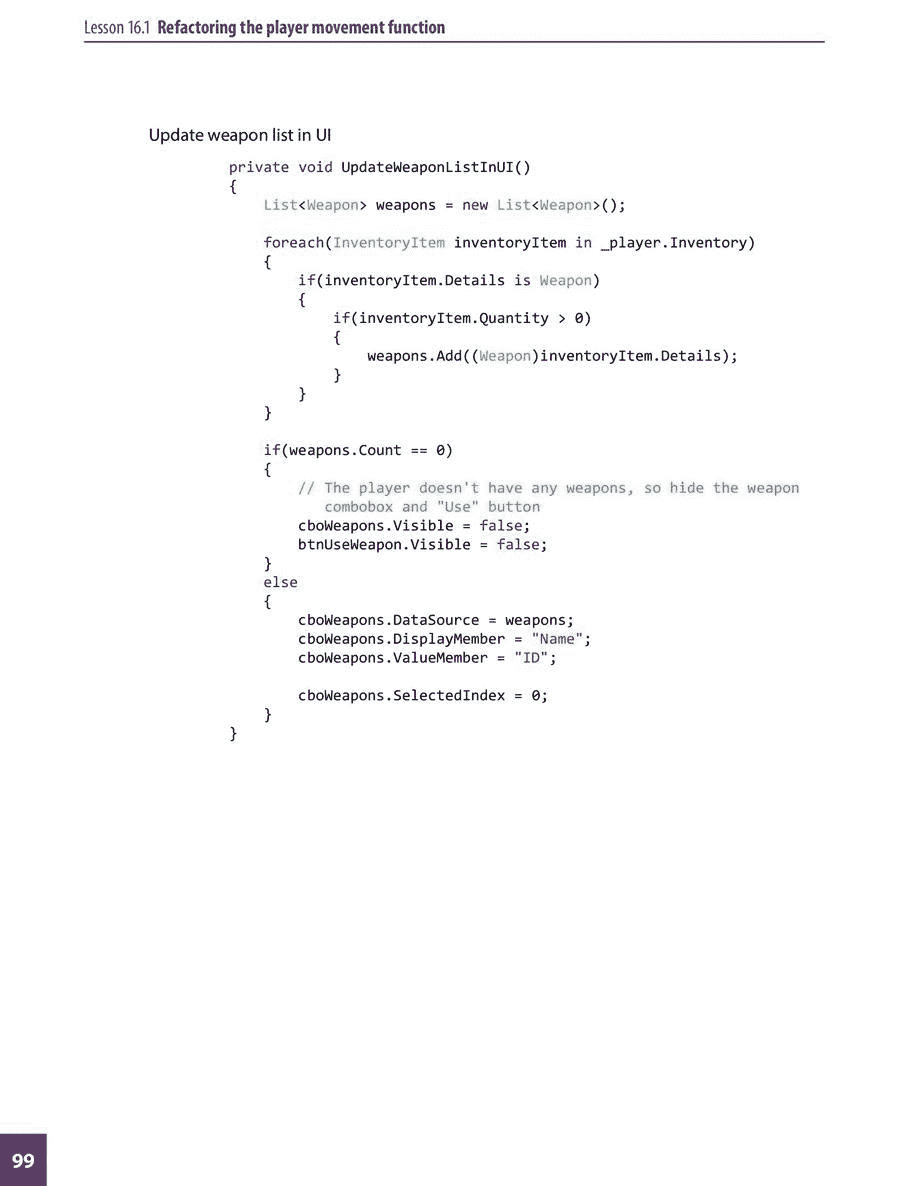 Lesson 16.1 Refactoring the player movement function
Update weapon list in UI
private void UpdateWeaponListInUI()
{
    List<Weapon> weapons = new List<Weapon>();
    foreach(InventoryItem inventoryItem in _player.Inventory)
    {
        if(inventoryItem.Details is Weapon)
        {
            if(inventoryItem.Quantity > 0)
            {
                weapons.Add((Weapon)inventoryItem.Details);
            }
        }
    }
    if(weapons.Count == 0)
    {
        // The player doesn't have any weapons, so hide the weapon
           combobox and "Use" button
        cboWeapons.Visible = false;
        btnUseWeapon.Visible = false;
    }
    else
    {
        cboWeapons.DataSource = weapons;
        cboWeapons.DisplayMember = "Name";
        cboWeapons.ValueMember = "ID";
        cboWeapons.SelectedIndex = 0;
    }
}
99